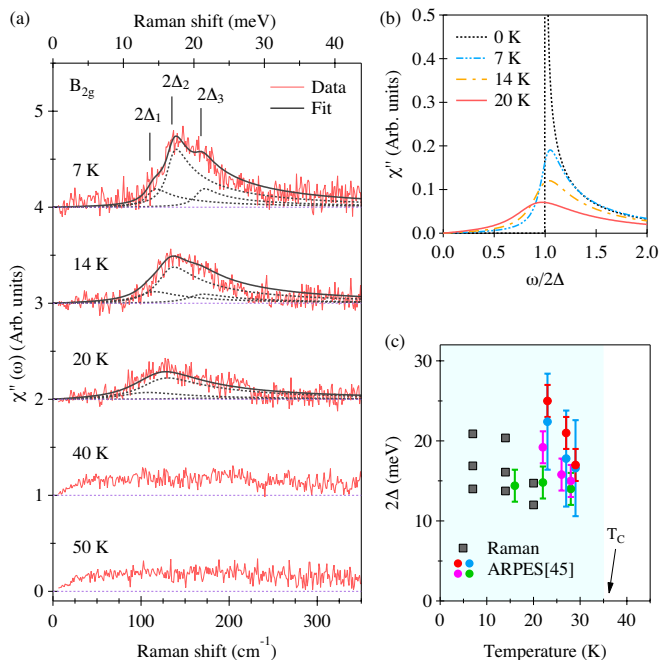 (a)
Raman shift (meV)
0 10 20 30 40
B2g
2Δ1
2Δ2
2Δ3
Data
Fit
7 K
14 K
20 K
40 K
50 K
5
4
3
2
1
0
χ'' (ω) (Arb. units)
0 100 200 300
Raman shift (cm⁻¹)
(b)
0.5
0.4
0.3
0.2
0.1
0.0
χ'' (Arb. units)
0 K
7 K
14 K
20 K
0.0 0.5 1.0 1.5 2.0
ω/2Δ
(c)
30
20
10
0
2Δ (meV)
Raman
ARPES[45]
TC
0 10 20 30 40
Temperature (K)